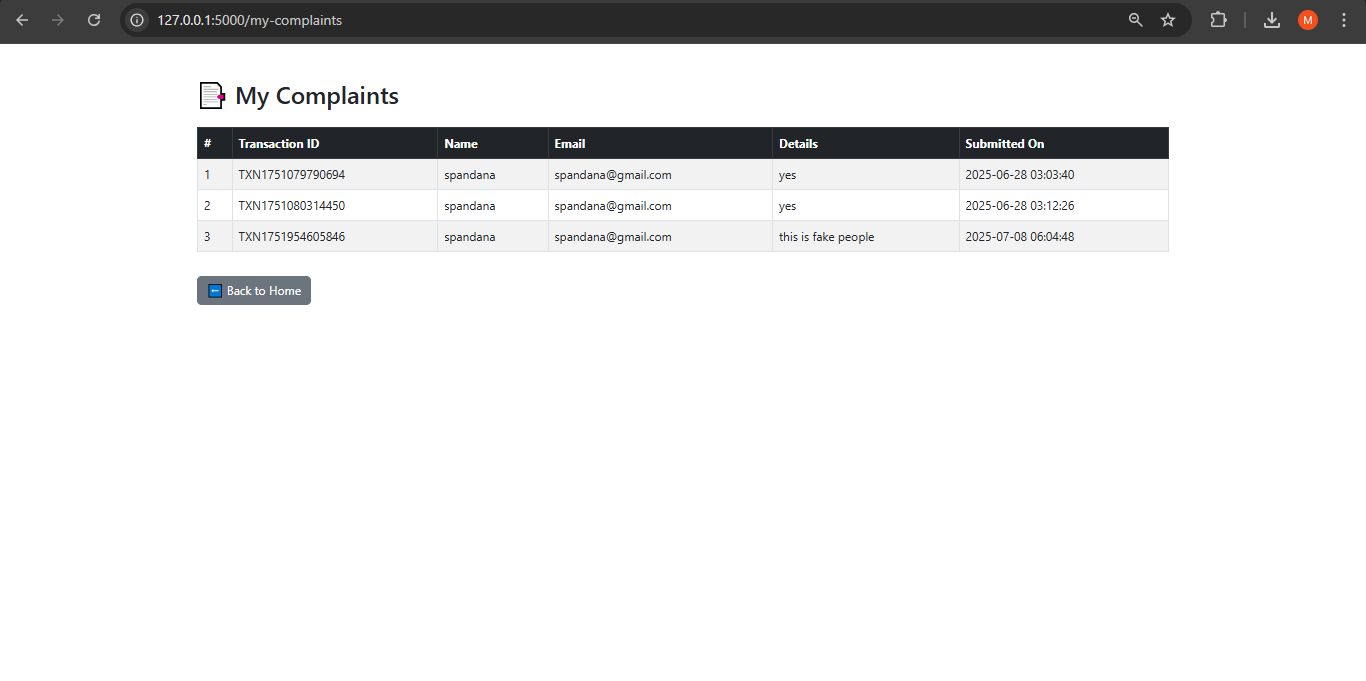 127.0.0.1:5000/my-complaints
M
My Complaints
# Transaction ID Name Email Details Submitted On
1 TXN1751079790694 spandana spandana@gmail.com yes 2025-06-28 03:03:40
2 TXN1751080314450 spandana spandana@gmail.com yes 2025-06-28 03:12:26
3 TXN1751954605846 spandana spandana@gmail.com this is fake people 2025-07-08 06:04:48
Back to Home